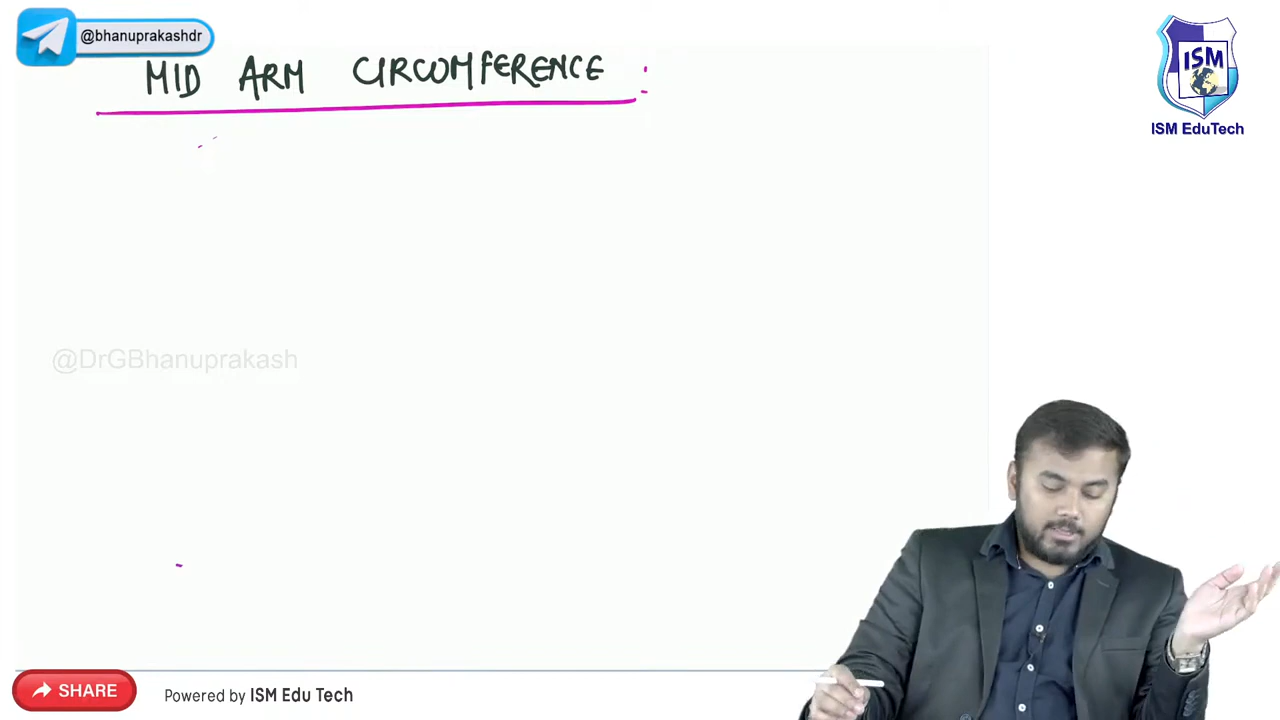 @bhanuprakashdr
MID ARM CIRCUMFERENCE :
ISM
ISM EduTech
@DrGBhanuprakash
SHARE
Powered by ISM Edu Tech